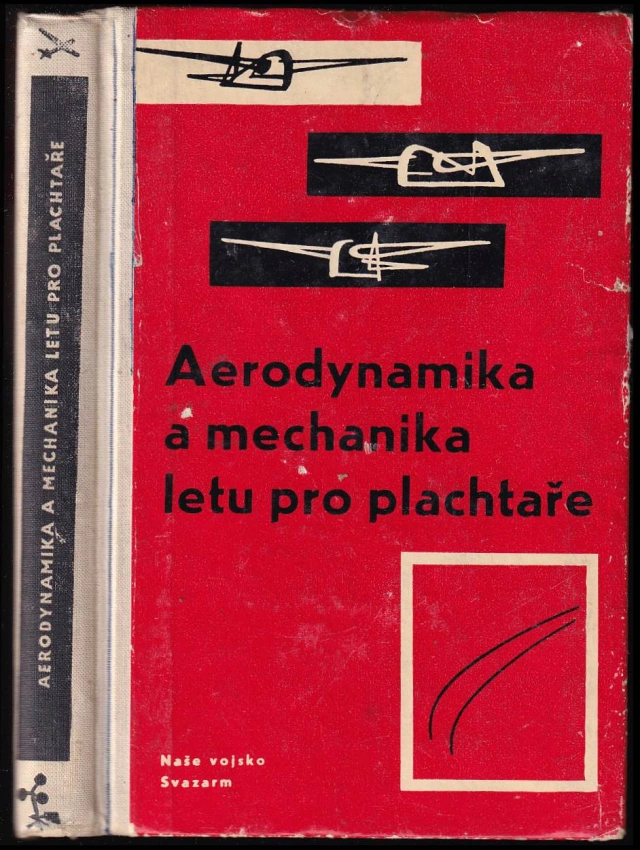 AERODYNAMIKA A MECHANIKA LETU PRO PLACHTAŘE
Aerodynamika
a mechanika
letu pro plachtaře
Naše vojsko
Svazarm